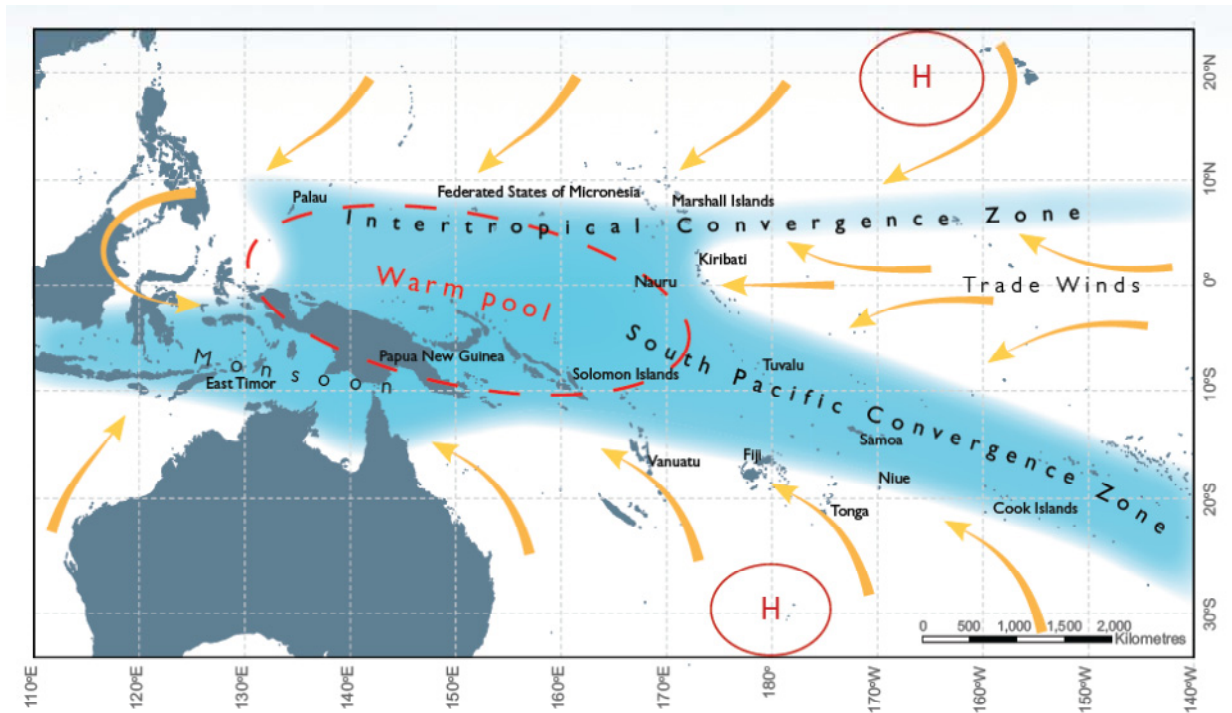 H
20°N
10°N
0°
10°S
20°S
30°S
Palau
Federated States of Micronesia
Marshall Islands
Intertropical Convergence Zone
Kiribati
Warm pool
Nauru
Trade Winds
Monsoon
East Timor
Papua New Guinea
Solomon Islands
South Pacific Convergence Zone
Tuvalu
Samoa
Vanuatu
Fiji
Niue
Tonga
Cook Islands
H
0 500 1,000 1,500 2,000
Kilometres
110°E 120°E 130°E 140°E 150°E 160°E 170°E 180° 170°W 160°W 150°W 140°W